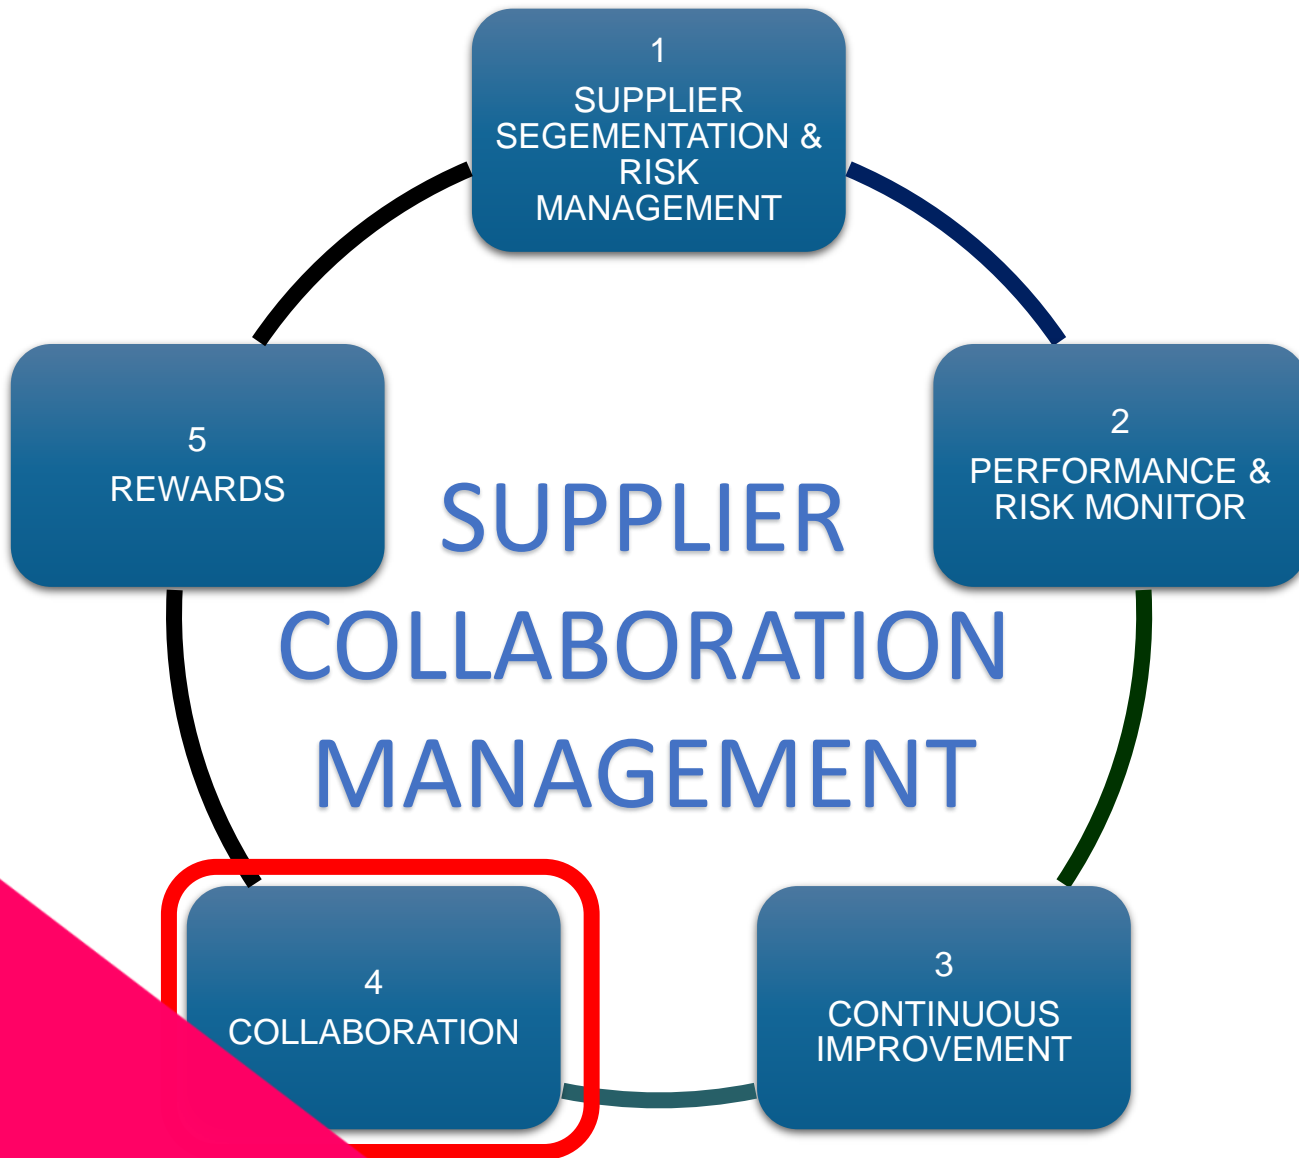 1
SUPPLIER
SEGEMENTATION &
RISK
MANAGEMENT
2
PERFORMANCE &
RISK MONITOR
3
CONTINUOUS
IMPROVEMENT
4
COLLABORATION
5
REWARDS
SUPPLIER
COLLABORATION
MANAGEMENT